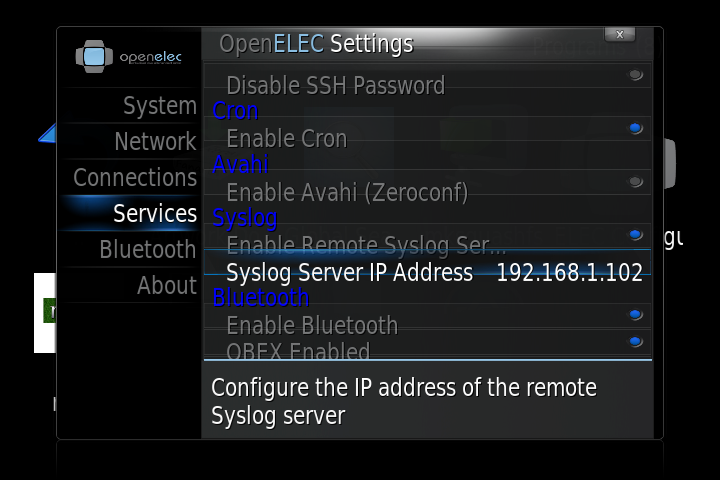 OpenELEC Settings
x
openelec
System
Network
Connections
Services
Bluetooth
About
Disable SSH Password
Cron
Enable Cron
Avahi
Enable Avahi (Zeroconf)
Syslog
Enable Remote Syslog Ser...
Syslog Server IP Address 192.168.1.102
Bluetooth
Enable Bluetooth
OBEX Enabled
Configure the IP address of the remote
Syslog server